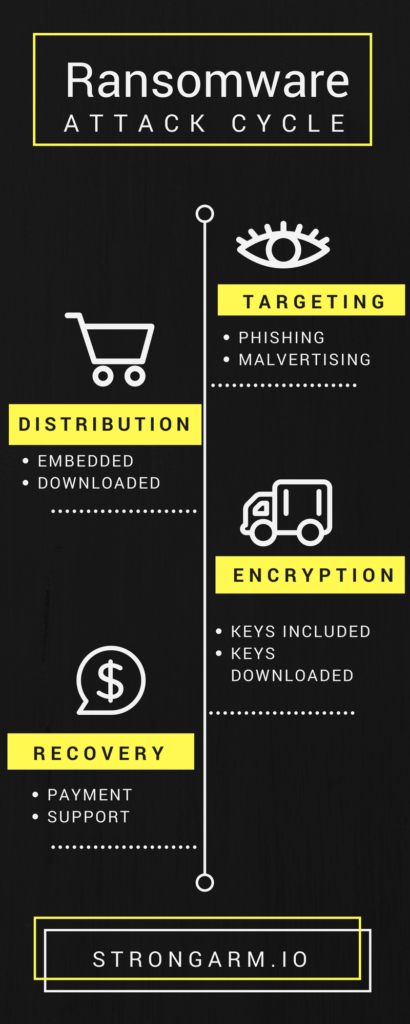 Ransomware
ATTACK CYCLE
TARGETING
• PHISHING
• MALVERTISING
DISTRIBUTION
• EMBEDDED
• DOWNLOADED
ENCRYPTION
• KEYS INCLUDED
• KEYS
DOWNLOADED
$
RECOVERY
• PAYMENT
• SUPPORT
STRONGARM.IO